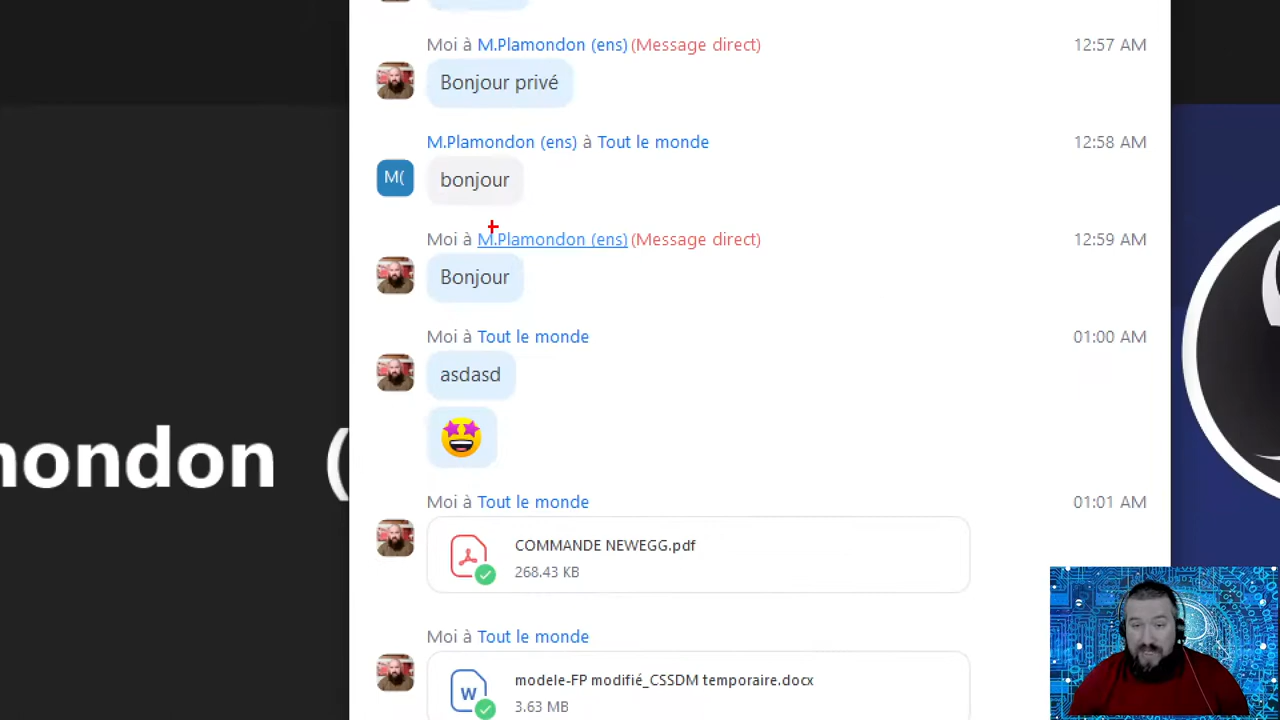 Moi à M.Plamondon (ens) (Message direct) 12:57 AM
Bonjour privé
M.Plamondon (ens) à Tout le monde 12:58 AM
M( bonjour
Moi à M.Plamondon (ens) (Message direct) 12:59 AM
Bonjour
Moi à Tout le monde 01:00 AM
asdasd
nondon (
Moi à Tout le monde 01:01 AM
COMMANDE NEWEGG.pdf
268.43 KB
Moi à Tout le monde
W modele-FP modifié_CSSDM temporaire.docx
3.63 MB